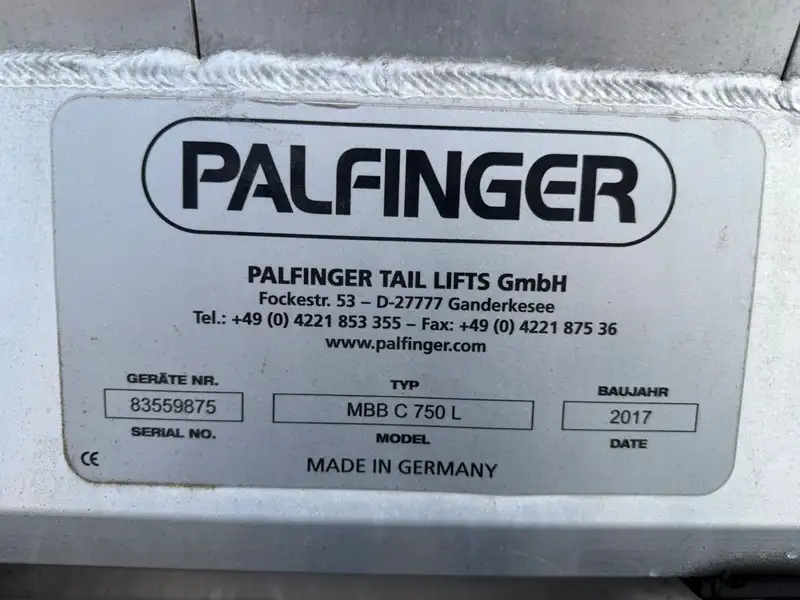 PALFINGER
PALFINGER TAIL LIFTS GmbH
Fockestr. 53 – D-27777 Ganderkesee
Tel.: +49 (0) 4221 853 355 – Fax: +49 (0) 4221 875 36
www.palfinger.com
GERÄTE NR.
83559875
SERIAL NO.
TYP
MBB C 750 L
MODEL
BAUJAHR
2017
DATE
CE
MADE IN GERMANY